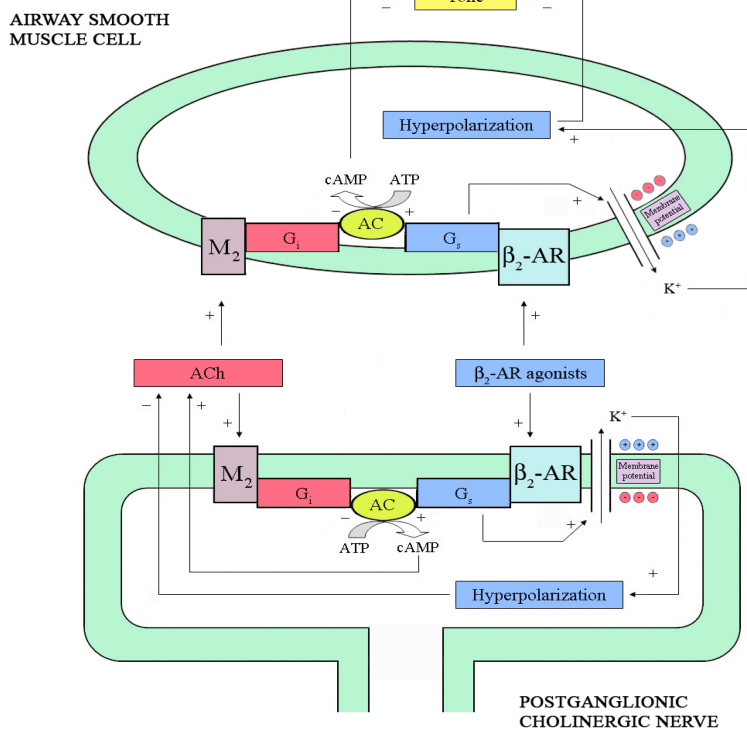 Tone
−
−
AIRWAY SMOOTH
MUSCLE CELL
Hyperpolarization
+
cAMP
ATP
−
+
AC
M₂
Gᵢ
Gₛ
β₂-AR
+
Membrane
potential
K⁺
+
+
ACh
β₂-AR agonists
−
+
+
+
K⁺
M₂
Gᵢ
AC
Gₛ
β₂-AR
Membrane
potential
−
+
ATP
cAMP
+
+
Hyperpolarization
POSTGANGLIONIC
CHOLINERGIC NERVE